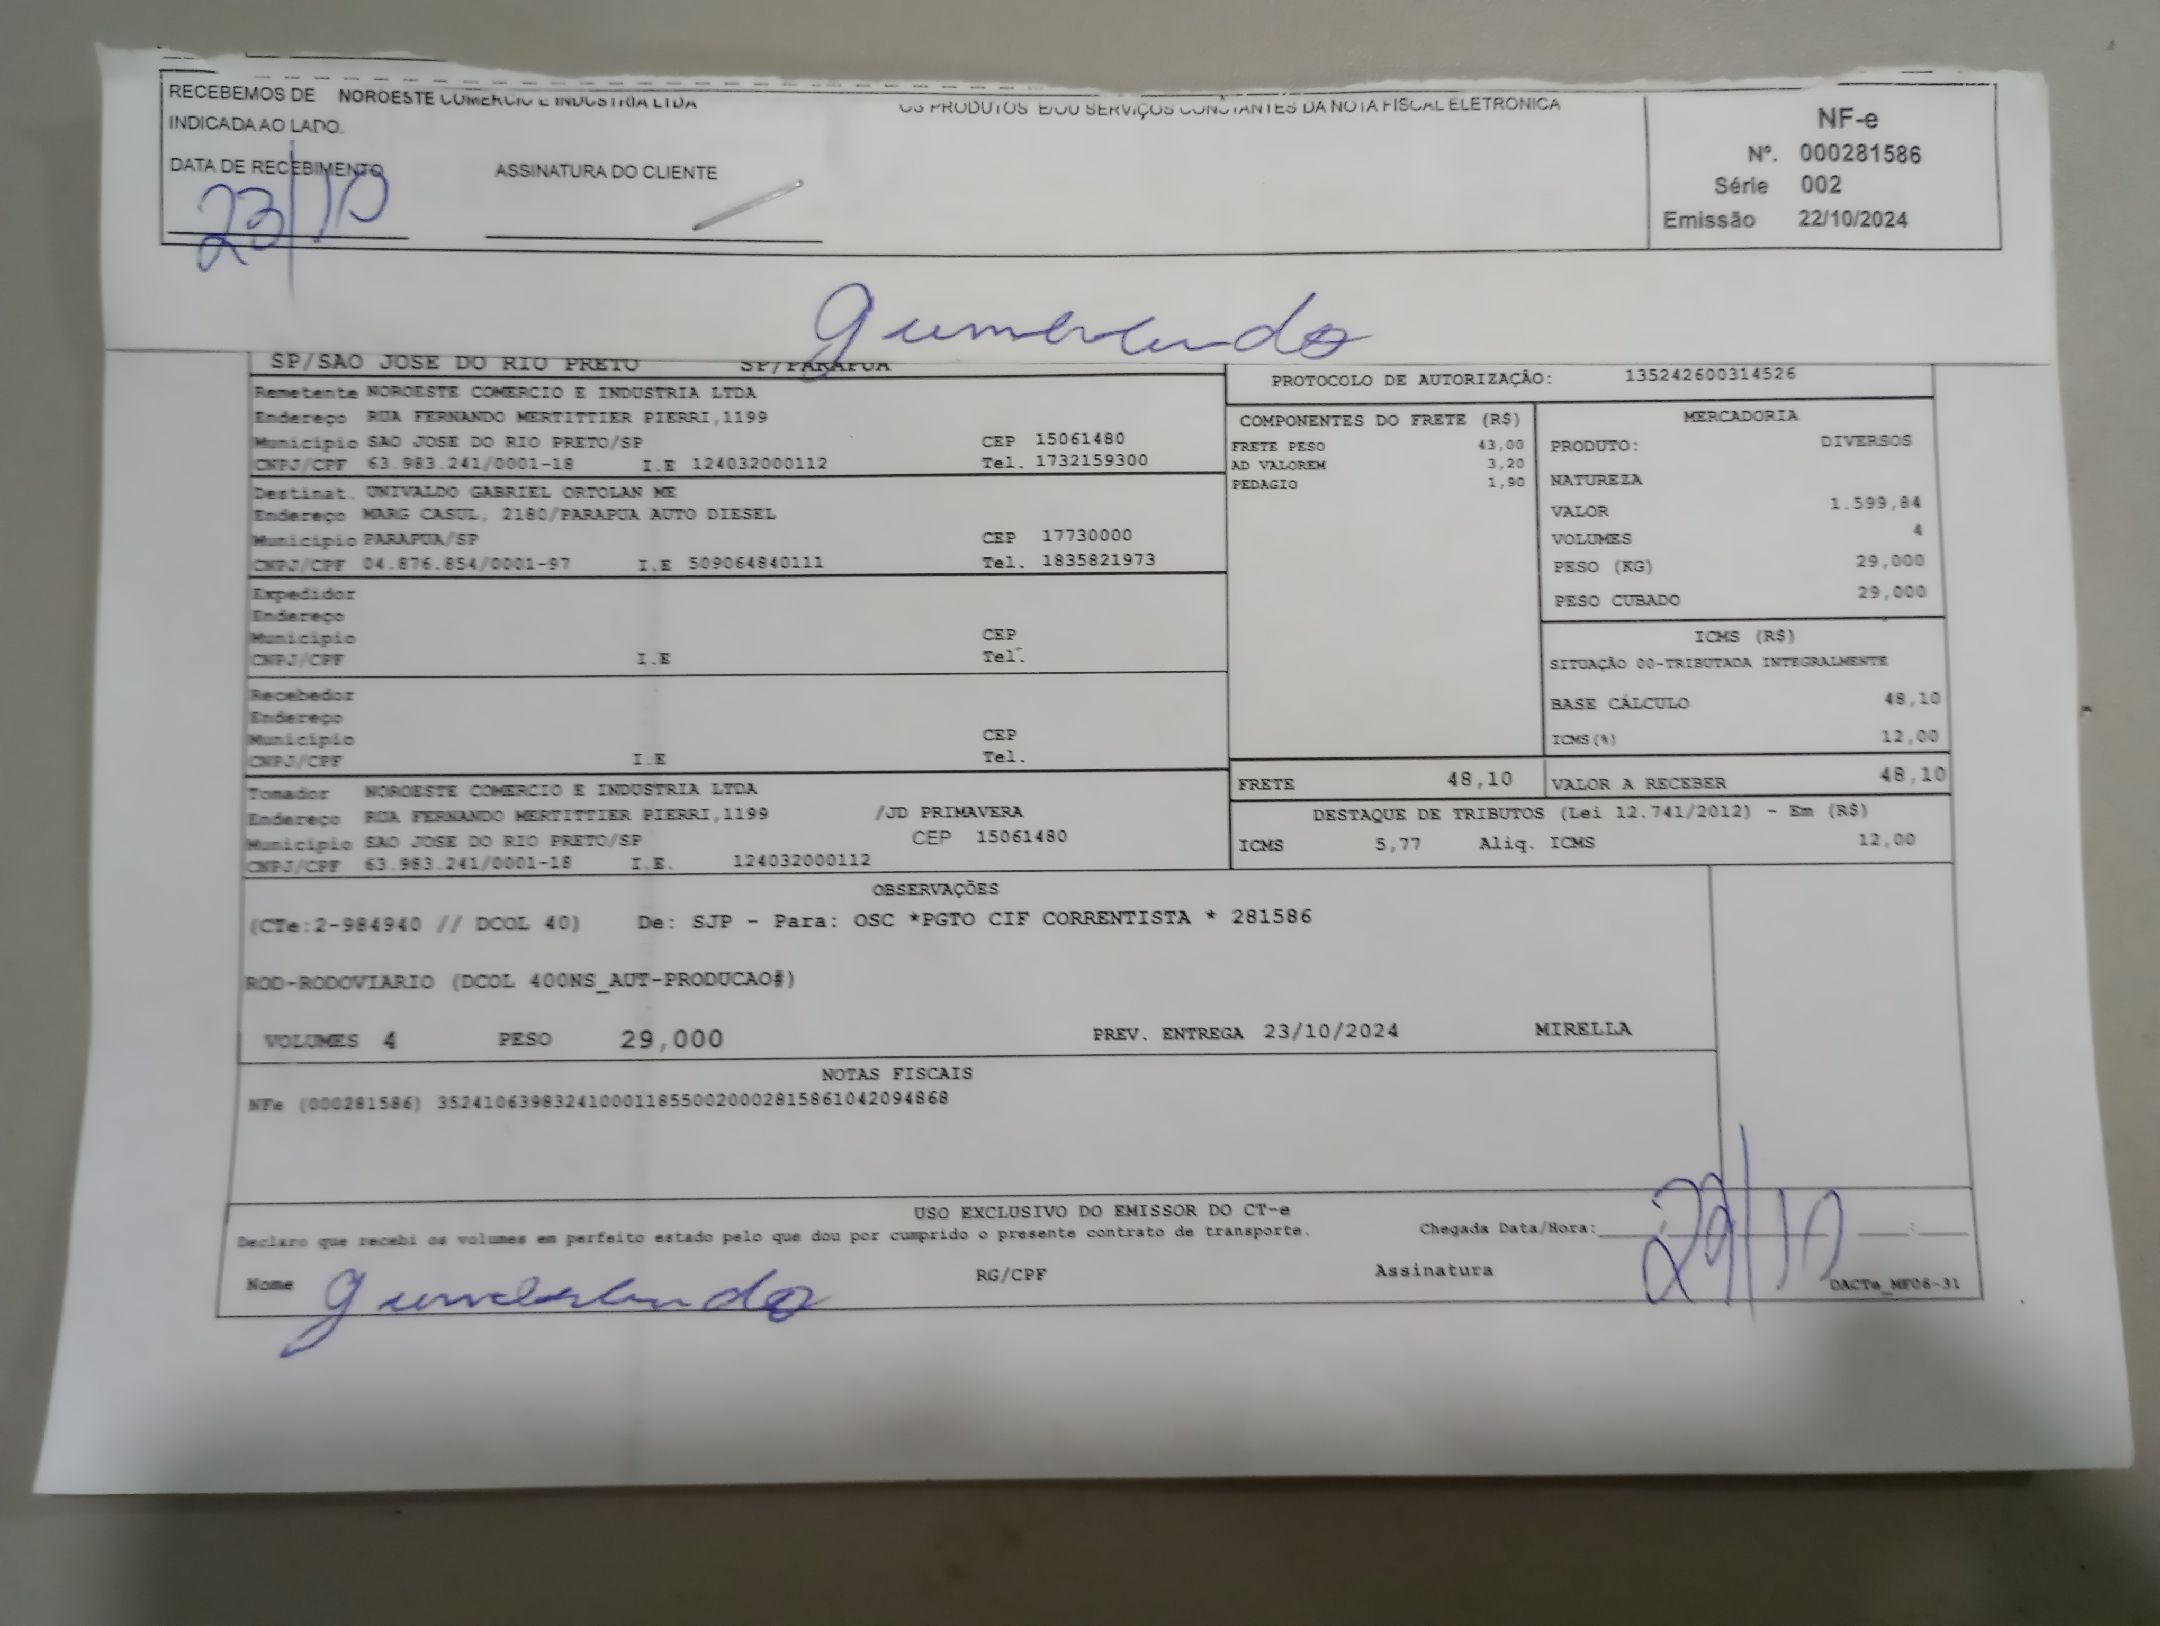 RECEBEMOS DE NOROESTE COMERCIO E INDUSTRIA LTDA OS PRODUTOS E/OU SERVIÇOS CONSTANTES DA NOTA FISCAL ELETRONICA
INDICADA AO LADO.
DATA DE RECEBIMENTO ASSINATURA DO CLIENTE
23/10
NF-e
Nº. 000281586
Série 002
Emissão 22/10/2024
SP/SAO JOSE DO RIO PRETO SP/PARAPUA
PROTOCOLO DE AUTORIZAÇÃO: 135242600314526
Remetente NOROESTE COMERCIO E INDUSTRIA LTDA
Endereço RUA FERNANDO MERTITTIER PIERRI,1199
Municipio SAO JOSE DO RIO PRETO/SP CEP 15061480
CNPJ/CPF 63.983.241/0001-18 I.E 124032000112 Tel. 1732159300
Destinat. UNIVALDO GABRIEL ORTOLAN ME
Endereço MARG CASUL, 2180/PARAPUA AUTO DIESEL
Municipio PARAPUA/SP CEP 17730000
CNPJ/CPF 04.876.854/0001-97 I.E 509064840111 Tel. 1835821973
Expedidor
Endereço
Municipio CEP
CNPJ/CPF I.E Tel.
Recebedor
Endereço
Municipio CEP
CNPJ/CPF I.E Tel.
Tomador NOROESTE COMERCIO E INDUSTRIA LTDA
Endereço RUA FERNANDO MERTITTIER PIERRI,1199 /JD PRIMAVERA
Municipio SAO JOSE DO RIO PRETO/SP CEP 15061480
CNPJ/CPF 63.983.241/0001-18 I.E. 124032000112
COMPONENTES DO FRETE (R$)
FRETE PESO 43,00
AD VALOREM 3,20
PEDAGIO 1,90
MERCADORIA
PRODUTO: DIVERSOS
NATUREZA
VALOR 1.599,84
VOLUMES 4
PESO (KG) 29,000
PESO CUBADO 29,000
ICMS (R$)
SITUAÇÃO 00-TRIBUTADA INTEGRALMENTE
BASE CÁLCULO 48,10
ICMS(%) 12,00
FRETE 48,10 VALOR A RECEBER 48,10
DESTAQUE DE TRIBUTOS (Lei 12.741/2012) - Em (R$)
ICMS 5,77 Aliq. ICMS 12,00
OBSERVAÇÕES
(CTe:2-984940 // DCOL 40) De: SJP - Para: OSC *PGTO CIF CORRENTISTA * 281586
ROD-RODOVIARIO (DCOL 400NS_AUT-PRODUCAO#)
VOLUMES 4 PESO 29,000 PREV. ENTREGA 23/10/2024 MIRELLA
NOTAS FISCAIS
NFe (000281586) 35241063983241000118550020002815861042094868
USO EXCLUSIVO DO EMISSOR DO CT-e
Declaro que recebi os volumes em perfeito estado pelo que dou por cumprido o presente contrato de transporte. Chegada Data/Hora: :
Nome RG/CPF Assinatura
DACTe_MF06-31